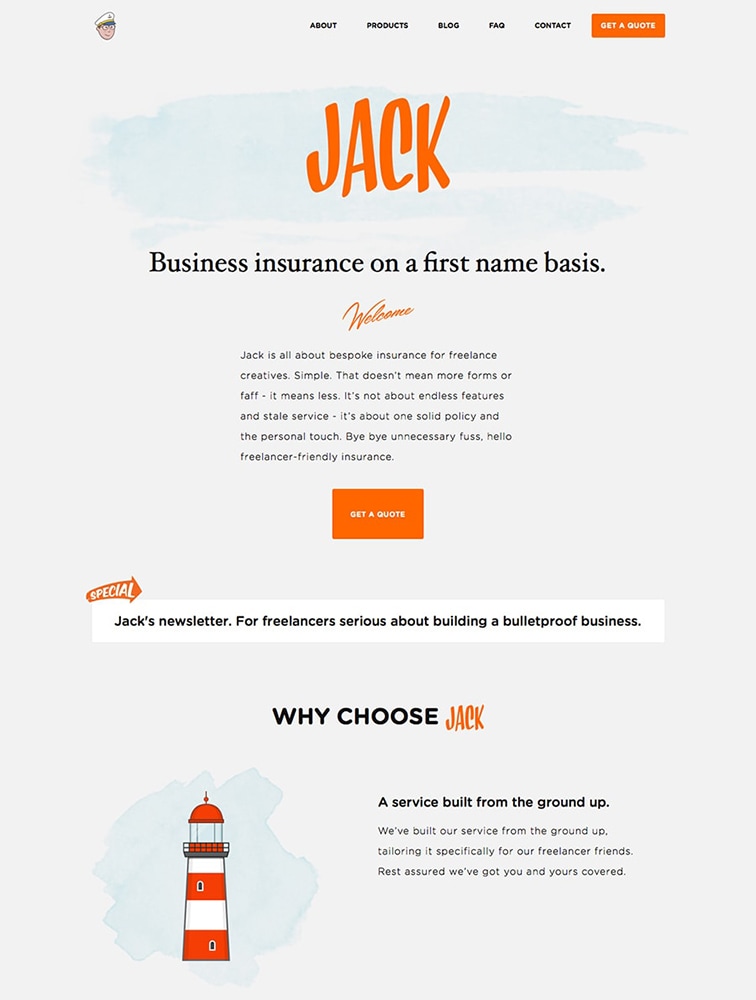 ABOUT PRODUCTS BLOG FAQ CONTACT GET A QUOTE
JACK
Business insurance on a first name basis.
Welcome
Jack is all about bespoke insurance for freelance
creatives. Simple. That doesn't mean more forms or
faff - it means less. It's not about endless features
and stale service - it's about one solid policy and
the personal touch. Bye bye unnecessary fuss, hello
freelancer-friendly insurance.
GET A QUOTE
SPECIAL
Jack's newsletter. For freelancers serious about building a bulletproof business.
WHY CHOOSE JACK
A service built from the ground up.
We've built our service from the ground up,
tailoring it specifically for our freelancer friends.
Rest assured we've got you and yours covered.